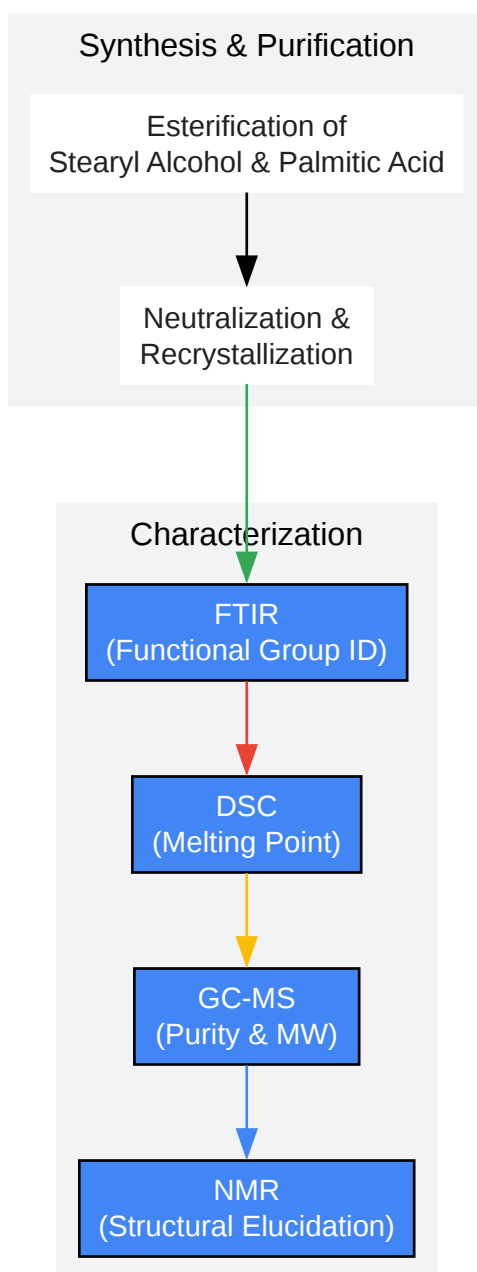 Synthesis & Purification
Esterification of
Stearyl Alcohol & Palmitic Acid
Neutralization &
Recrystallization
Characterization
FTIR
(Functional Group ID)
DSC
(Melting Point)
GC-MS
(Purity & MW)
NMR
(Structural Elucidation)